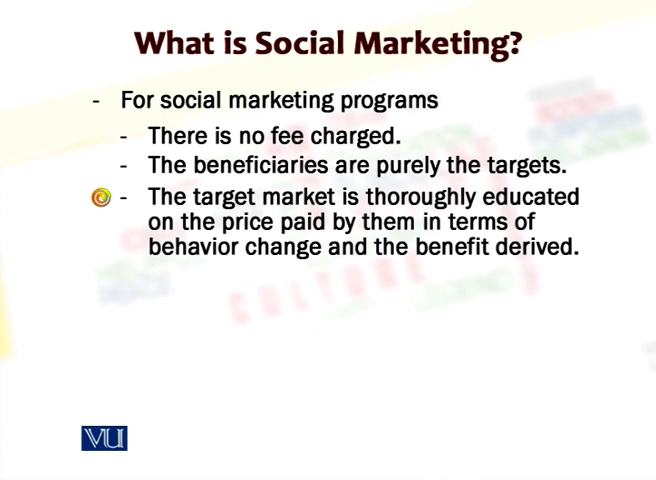 What is Social Marketing?
- For social marketing programs
- There is no fee charged.
- The beneficiaries are purely the targets.
- The target market is thoroughly educated
on the price paid by them in terms of
behavior change and the benefit derived.
CULTURE
VU